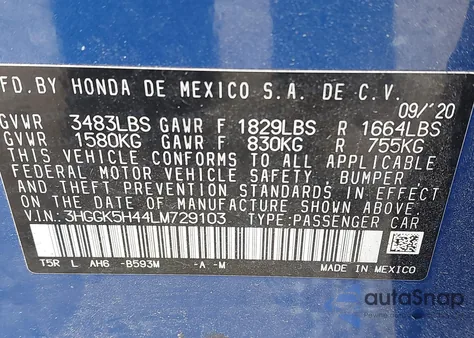 FD. BY HONDA DE MEXICO S.A. DE C.V.
09/'20
GVWR 3483LBS GAWR F 1829LBS R 1664LBS
GVWR 1580KG GAWR F 830KG R 755KG
THIS VEHICLE CONFORMS TO ALL APPLICABLE
FEDERAL MOTOR VEHICLE SAFETY, BUMPER
AND THEFT PREVENTION STANDARDS IN EFFECT
ON THE DATE OF MANUFACTURE SHOWN ABOVE.
V.I.N.: 3HGGK5H44LM729103 TYPE:PASSENGER CAR
T5R L AH6 -B593M -A -M
MADE IN MEXICO
autoSnap
Prime Source